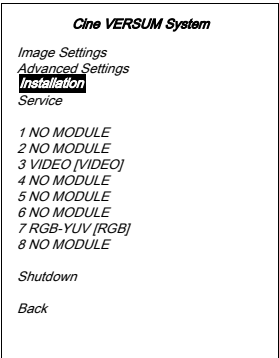 Cine VERSUM System
Image Settings
Advanced Settings
Installation
Service
1 NO MODULE
2 NO MODULE
3 VIDEO [VIDEO]
4 NO MODULE
5 NO MODULE
6 NO MODULE
7 RGB-YUV [RGB]
8 NO MODULE
Shutdown
Back